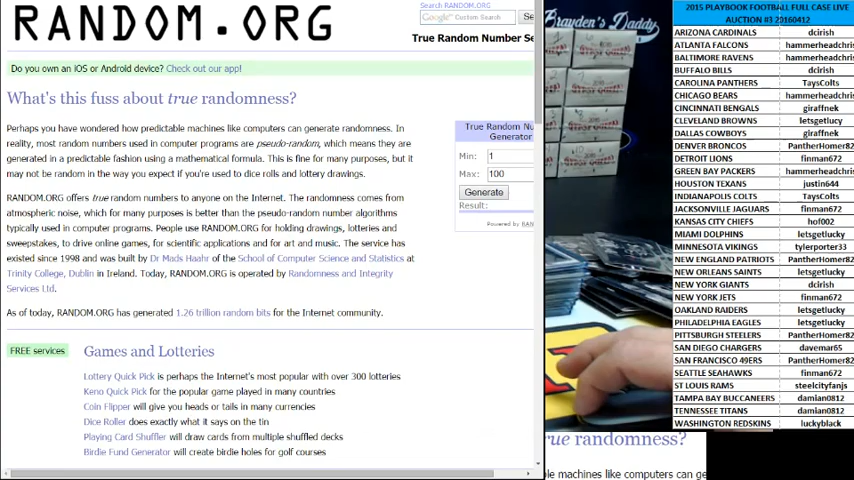 RANDOM.ORG
Search RANDOM.ORG
Google Custom Search
Se
True Random Number Se
Do you own an iOS or Android device? Check out our app!
What's this fuss about true randomness?
Perhaps you have wondered how predictable machines like computers can generate randomness. In
reality, most random numbers used in computer programs are pseudo-random, which means they are
generated in a predictable fashion using a mathematical formula. This is fine for many purposes, but it
may not be random in the way you expect if you're used to dice rolls and lottery drawings.
RANDOM.ORG offers true random numbers to anyone on the Internet. The randomness comes from
atmospheric noise, which for many purposes is better than the pseudo-random number algorithms
typically used in computer programs. People use RANDOM.ORG for holding drawings, lotteries and
sweepstakes, to drive online games, for scientific applications and for art and music. The service has
existed since 1998 and was built by Dr Mads Haahr of the School of Computer Science and Statistics at
Trinity College, Dublin in Ireland. Today, RANDOM.ORG is operated by Randomness and Integrity
Services Ltd.
As of today, RANDOM.ORG has generated 1.26 trillion random bits for the Internet community.
True Random Nu
Generator
Min: 1
Max: 100
Generate
Result:
Powered by RAN
FREE services
Games and Lotteries
Lottery Quick Pick is perhaps the Internet's most popular with over 300 lotteries
Keno Quick Pick for the popular game played in many countries
Coin Flipper will give you heads or tails in many currencies
Dice Roller does exactly what it says on the tin
Playing Card Shuffler will draw cards from multiple shuffled decks
Birdie Fund Generator will create birdie holes for golf courses
Brayden's Daddy
2015 PLAYBOOK FOOTBALL FULL CASE LIVE
AUCTION #3 20160412
ARIZONA CARDINALS dcirish
ATLANTA FALCONS hammerheadchris
BALTIMORE RAVENS hammerheadchris
BUFFALO BILLS dcirish
CAROLINA PANTHERS TaysColts
CHICAGO BEARS hammerheadchris
CINCINNATI BENGALS giraffnek
CLEVELAND BROWNS letsgetlucy
DALLAS COWBOYS giraffnek
DENVER BRONCOS PantherHomer82
DETROIT LIONS finman672
GREEN BAY PACKERS hammerheadchris
HOUSTON TEXANS justin644
INDIANAPOLIS COLTS TaysColts
JACKSONVILLE JAGUARS finman672
KANSAS CITY CHIEFS hof002
MIAMI DOLPHINS letsgetlucky
MINNESOTA VIKINGS tylerporter33
NEW ENGLAND PATRIOTS PantherHomer82
NEW ORLEANS SAINTS letsgetlucky
NEW YORK GIANTS dcirish
NEW YORK JETS finman672
OAKLAND RAIDERS letsgetlucky
PHILADELPHIA EAGLES letsgetlucky
PITTSBURGH STEELERS PantherHomer82
SAN DIEGO CHARGERS davemar65
SAN FRANCISCO 49ERS PantherHomer82
SEATTLE SEAHAWKS finman672
ST LOUIS RAMS steelcityfanjs
TAMPA BAY BUCCANEERS damian0812
TENNESSEE TITANS damian0812
WASHINGTON REDSKINS luckyblack
rue randomness?
ble machines like computers can ge